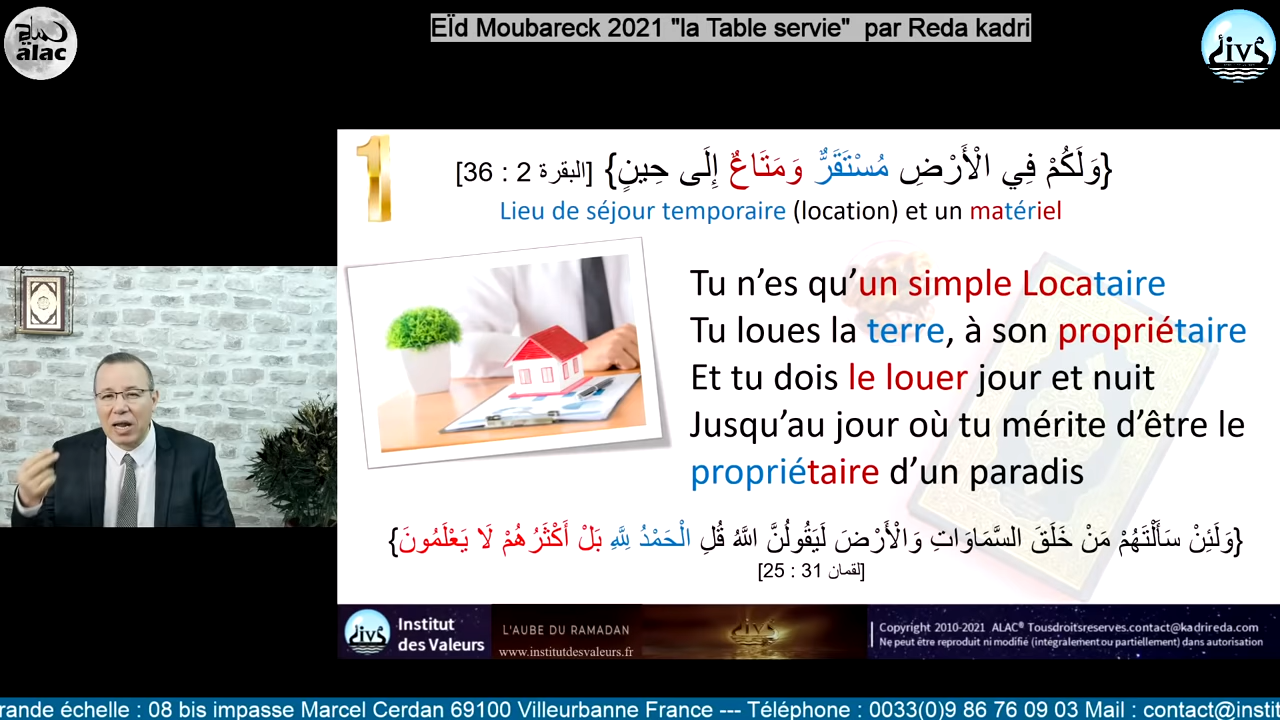 EÏd Moubareck 2021 "la Table servie" par Reda kadri
älac
1
{وَلَكُمْ فِي الْأَرْضِ مُسْتَقَرٌّ وَمَتَاعٌ إِلَى حِينٍ} [البقرة 2 : 36]
Lieu de séjour temporaire (location) et un matériel
Tu n’es qu’un simple Locataire
Tu loues la terre, à son propriétaire
Et tu dois le louer jour et nuit
Jusqu’au jour où tu mérite d’être le
propriétaire d’un paradis
{وَلَئِنْ سَأَلْتَهُمْ مَنْ خَلَقَ السَّمَاوَاتِ وَالْأَرْضَ لَيَقُولُنَّ اللَّهُ قُلِ الْحَمْدُ لِلَّهِ بَلْ أَكْثَرُهُمْ لَا يَعْلَمُونَ}
[لقمان 31 : 25]
Institut
des Valeurs
L'AUBE DU RAMADAN
www.institutdesvaleurs.fr
Copyright 2010-2021 ALAC® Tousdroitsreserves.contact@kadrireda.com
Ne peut être reproduit ni modifié (intégralement ou partiellement) dans autorisation
rande échelle : 08 bis impasse Marcel Cerdan 69100 Villeurbanne France --- Téléphone : 0033(0)9 86 76 09 03 Mail : contact@instit